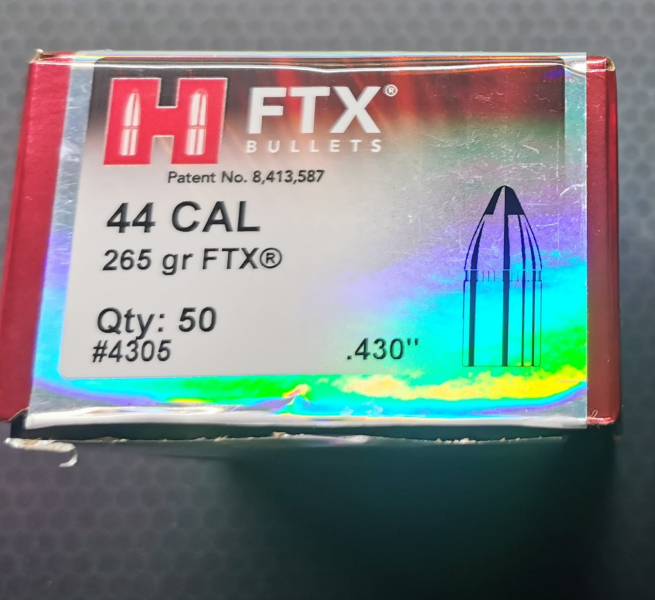 H FTX®
BULLETS
Patent No. 8,413,587
44 CAL
265 gr FTX®
Qty: 50
#4305
.430"